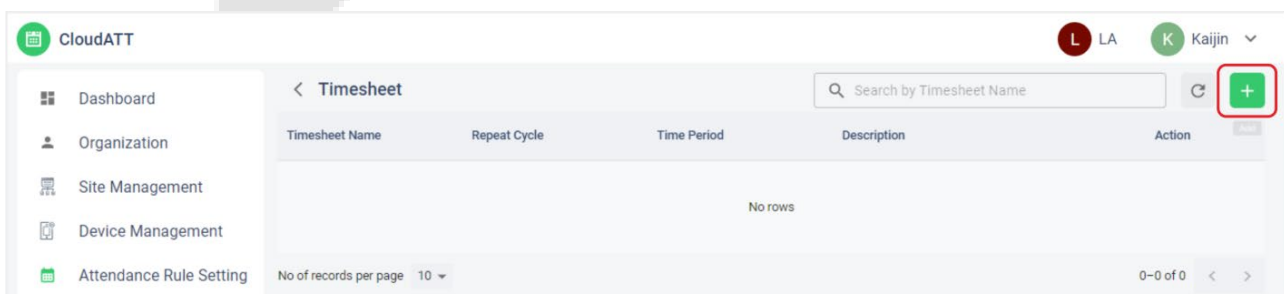 CloudATT
L LA K Kaijin
Dashboard
Organization
Site Management
Device Management
Attendance Rule Setting
Timesheet
Search by Timesheet Name
Timesheet Name Repeat Cycle Time Period Description Action
Add
No rows
No of records per page 10
0-0 of 0